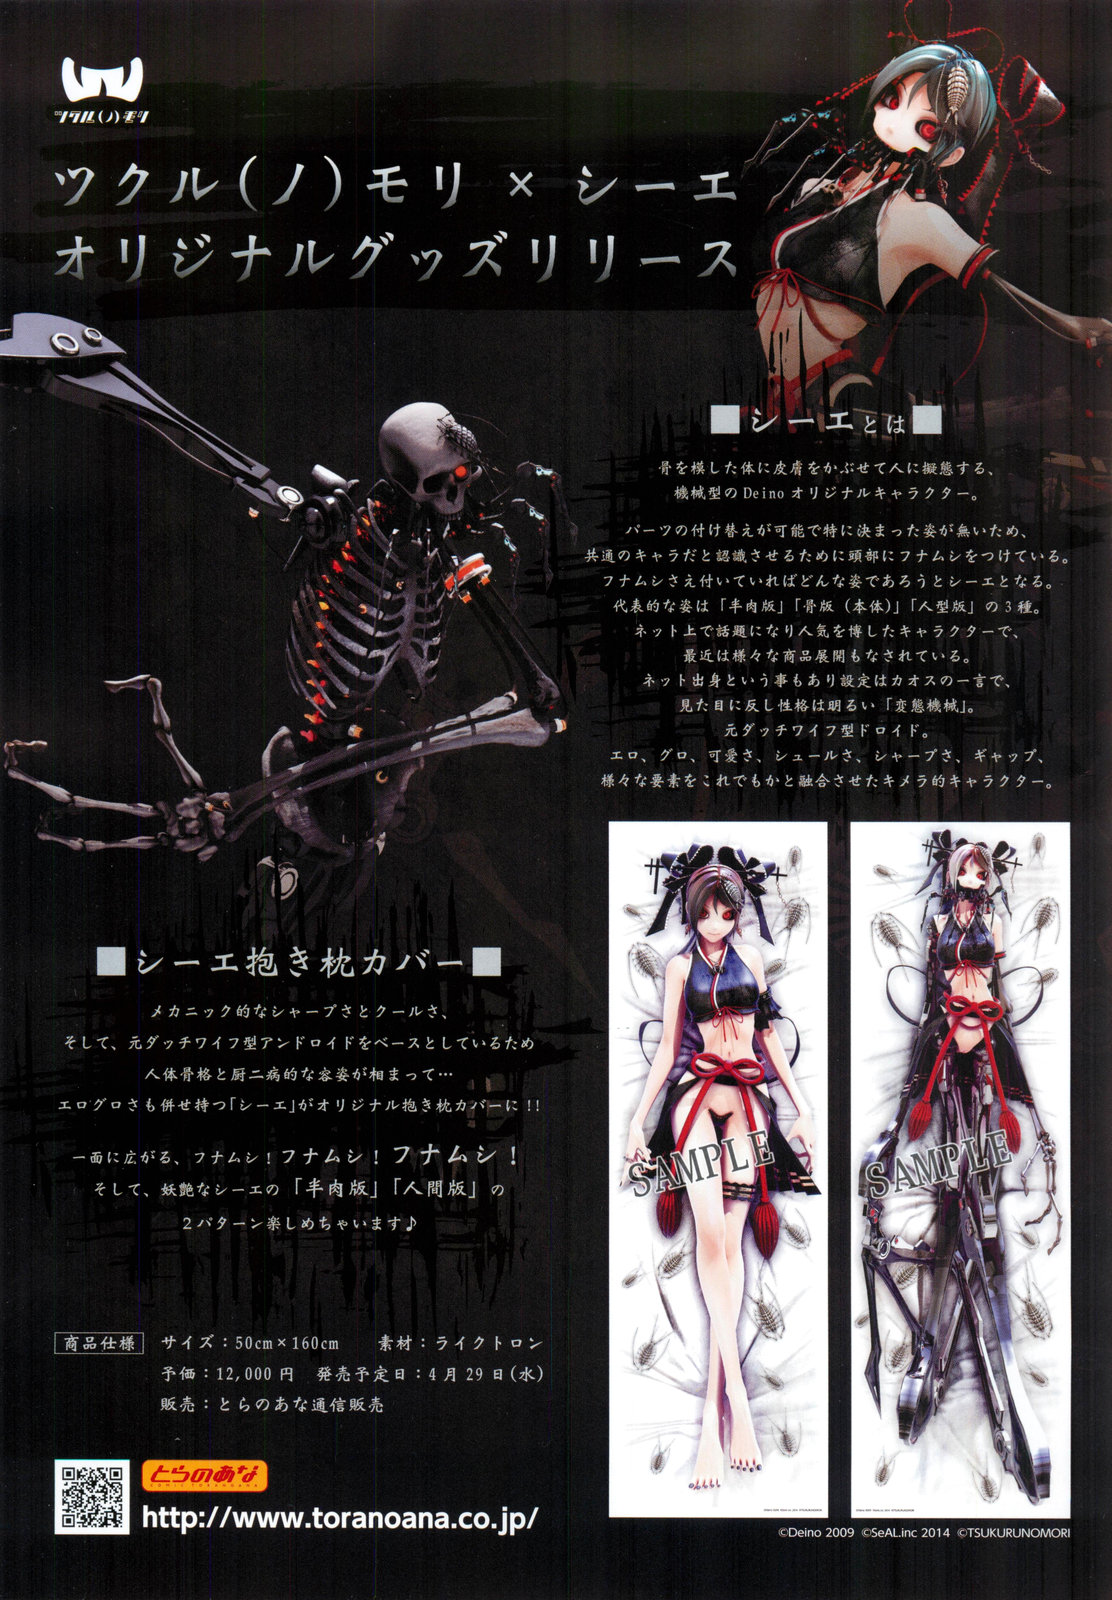 ツクル(ノ)モリ
ツクル(ノ)モリ × シーエ
オリジナルグッズリリース
■シーエとは■
骨を模した体に皮膚をかぶせて人に擬態する、
機械型のDeinoオリジナルキャラクター。
パーツの付け替えが可能で特に決まった姿が無いため、
共通のキャラだと認識させるために頭部にフナムシをつけている。
フナムシさえ付いていればどんな姿であろうとシーエとなる。
代表的な姿は「半肉版」「骨版（本体）」「人型版」の3種。
ネット上で話題になり人気を博したキャラクターで、
最近は様々な商品展開もなされている。
ネット出身という事もあり設定はカオスの一言で、
見た目に反し性格は明るい「変態機械」。
元ダッチワイフ型ドロイド。
エロ、グロ、可愛さ、シュールさ、シャープさ、ギャップ、
様々な要素をこれでもかと融合させたキメラ的キャラクター。
■シーエ抱き枕カバー■
メカニック的なシャープさとクールさ、
そして、元ダッチワイフ型アンドロイドをベースとしているため
人体骨格と厨二病的な容姿が相まって…
エログロさも併せ持つ「シーエ」がオリジナル抱き枕カバーに!!
一面に広がる、フナムシ！フナムシ！フナムシ！
そして、妖艶なシーエの「半肉版」「人間版」の
2パターン楽しめちゃいます♪
SAMPLE
SAMPLE
商品仕様 サイズ：50cm×160cm 素材：ライクトロン
予価：12,000円 発売予定日：4月29日(水)
販売：とらのあな通信販売
とらのあな
COMIC TORANOANA
http://www.toranoana.co.jp/
©Deino 2009 ©SeAL.inc 2014 ©TSUKURUNOMORI